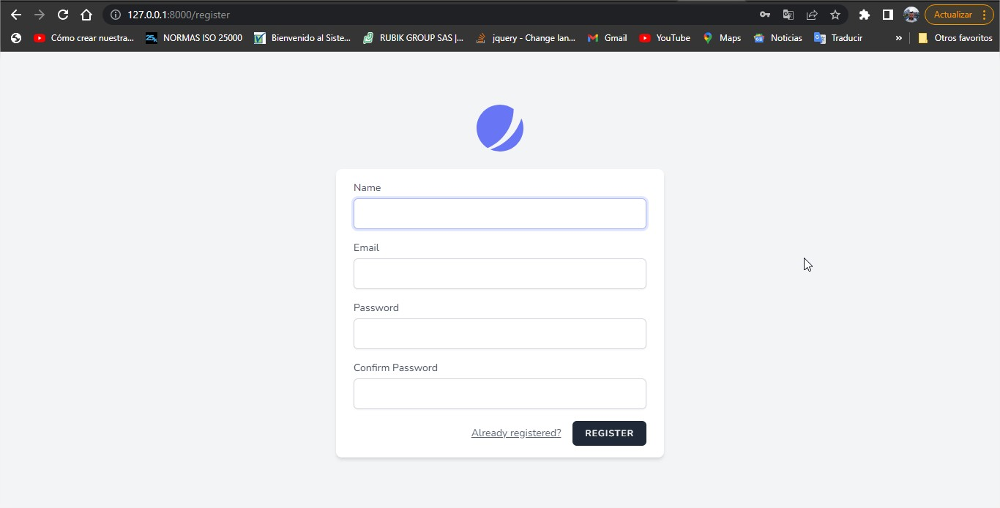 127.0.0.1:8000/register
Actualizar
Cómo crear nuestra... 25k NORMAS ISO 25000 Bienvenido al Siste... RUBIK GROUP SAS |... jquery - Change lan... Gmail YouTube Maps Noticias Traducir » Otros favoritos
Name
Email
Password
Confirm Password
Already registered? REGISTER